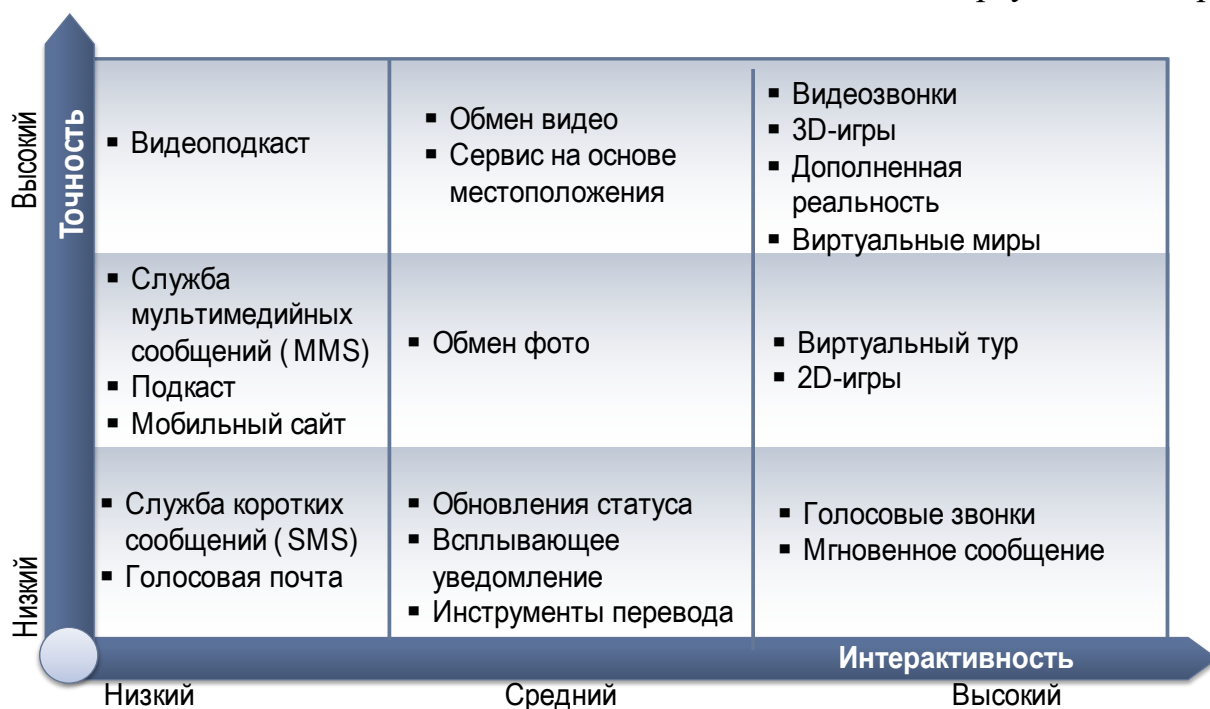 Высокий
Точность
▪ Видеоподкаст
▪ Обмен видео
▪ Сервис на основе
местоположения
▪ Видеозвонки
▪ 3D-игры
▪ Дополненная
реальность
▪ Виртуальные миры
▪ Служба
мультимедийных
сообщений ( MMS)
▪ Подкаст
▪ Мобильный сайт
▪ Обмен фото
▪ Виртуальный тур
▪ 2D-игры
Низкий
▪ Служба коротких
сообщений ( SMS)
▪ Голосовая почта
▪ Обновления статуса
▪ Всплывающее
уведомление
▪ Инструменты перевода
▪ Голосовые звонки
▪ Мгновенное сообщение
Интерактивность
Низкий
Средний
Высокий